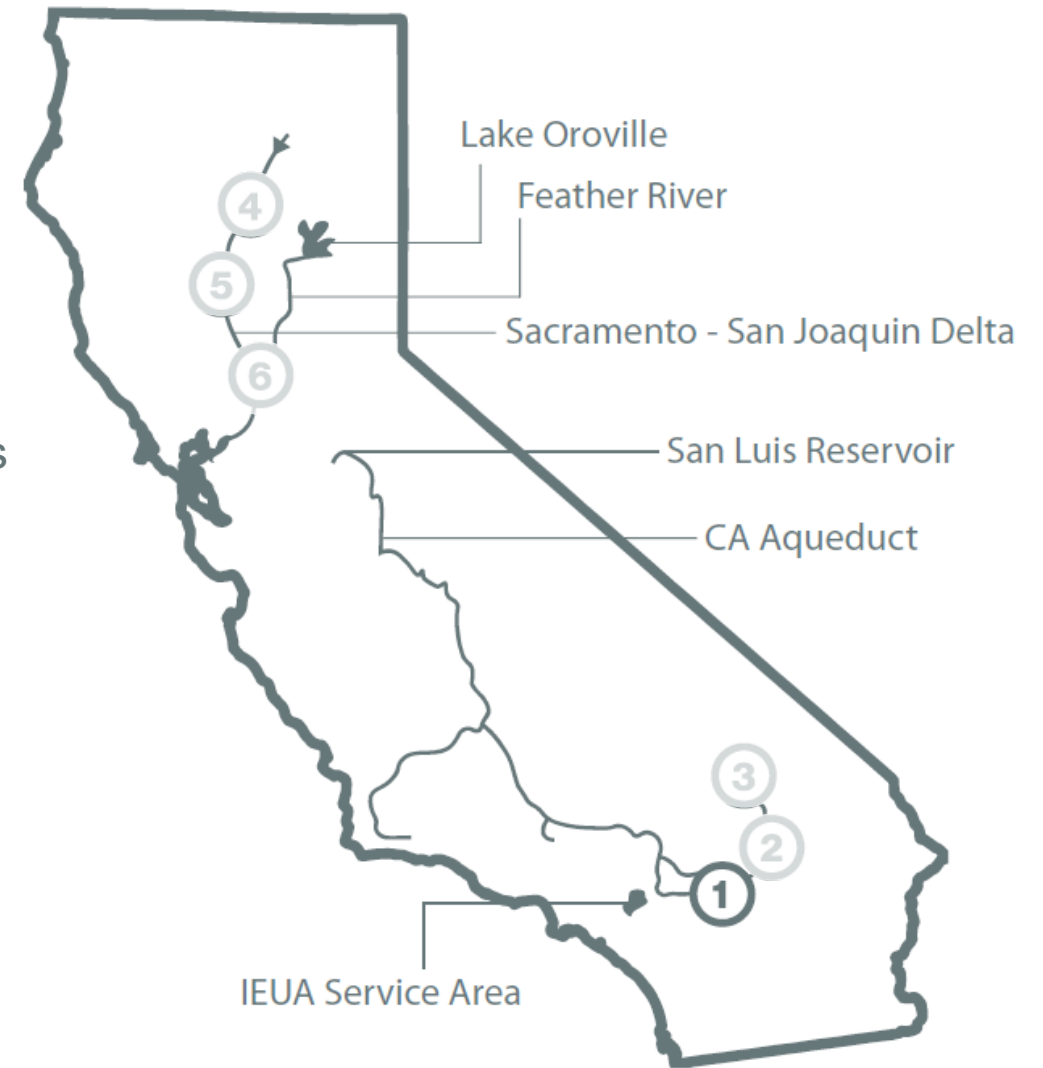 Lake Oroville
Feather River
4
5
Sacramento - San Joaquin Delta
6
s
San Luis Reservoir
CA Aqueduct
3
2
1
IEUA Service Area